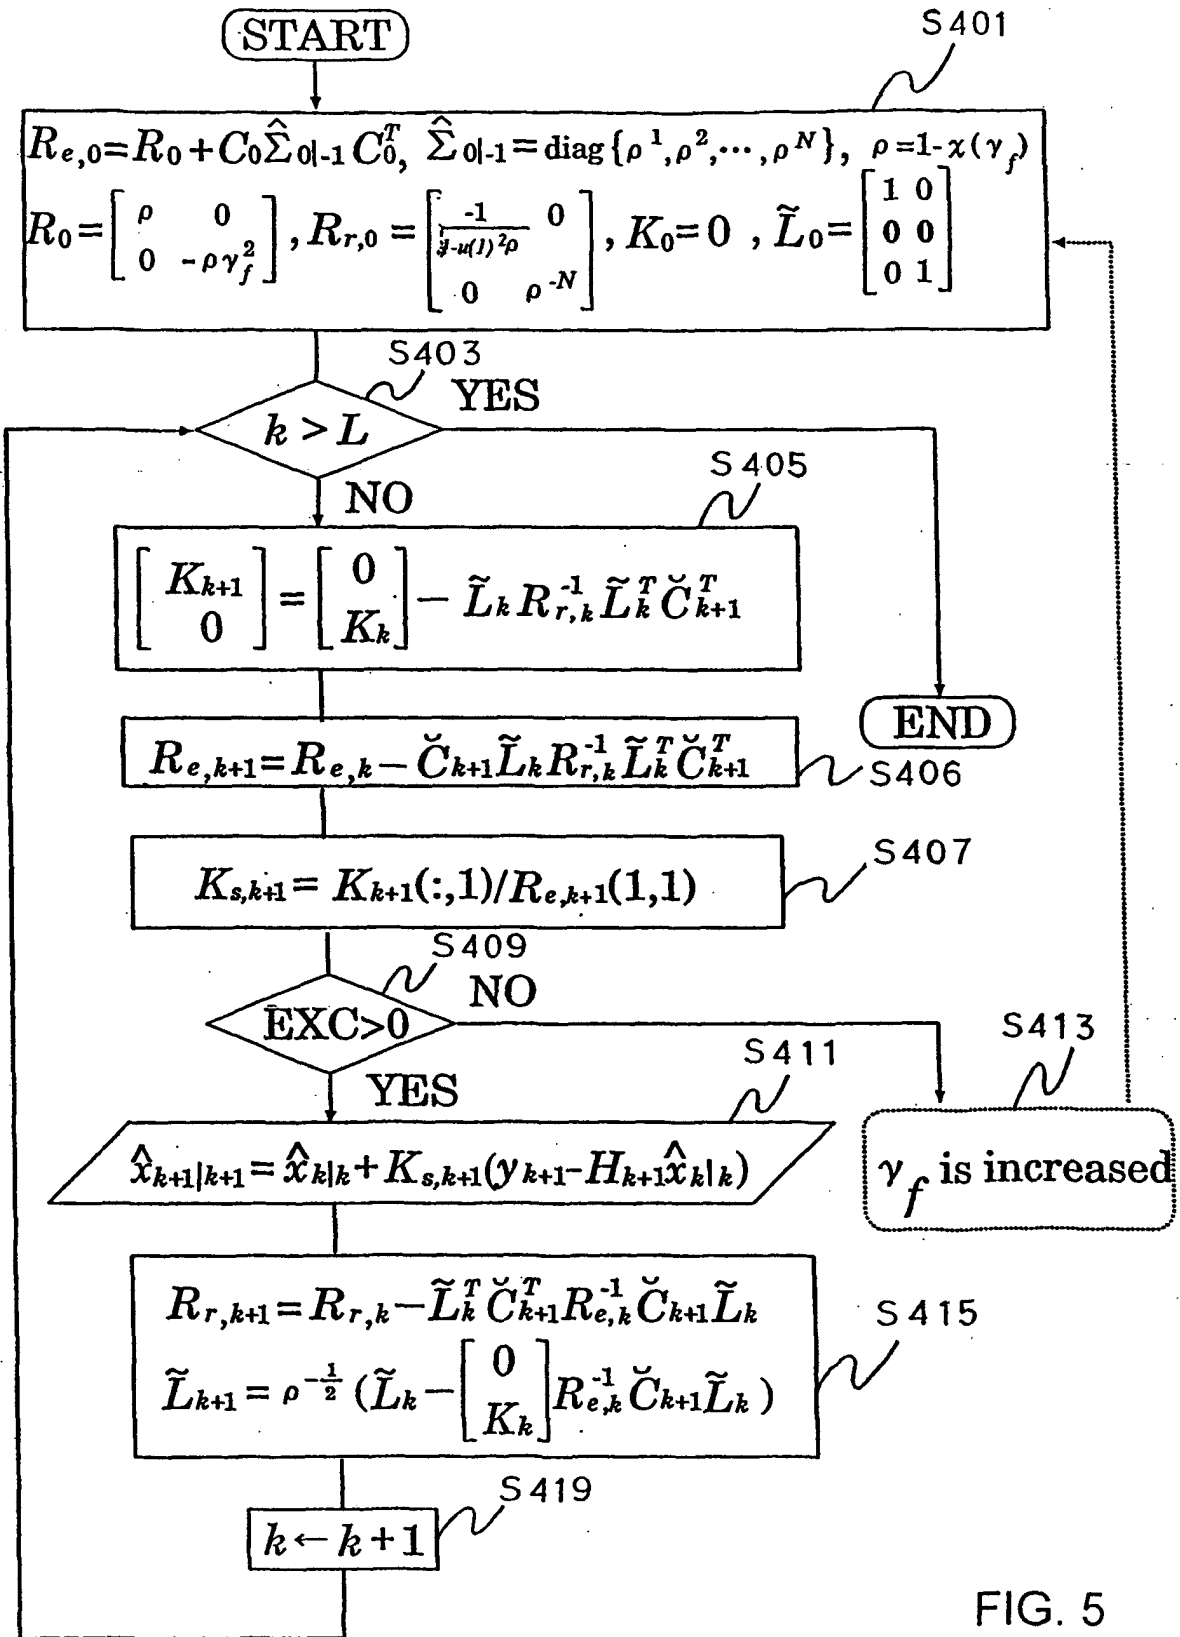 START
S401
R_{e,0}=R_0+C_0\hat{Σ}_{0|-1}C_0^T, \hat{Σ}_{0|-1}=diag{ρ^1,ρ^2,⋯,ρ^N}, ρ=1-χ(γ_f)
R_0=[ρ 0; 0 -ργ_f^2], R_{r,0}=[-1 0; 0 ρ^{-N}], K_0=0 , \tilde{L}_0=[1 0; 0 0; 0 1]
S403
k > L
YES
NO
S405
[K_{k+1}; 0]=[0; K_k]- \tilde{L}_k R_{r,k}^{-1}\tilde{L}_k^T\breve{C}_{k+1}^T
END
R_{e,k+1}=R_{e,k}-\breve{C}_{k+1}\tilde{L}_kR_{r,k}^{-1}\tilde{L}_k^T\breve{C}_{k+1}^T
S406
S407
K_{s,k+1}= K_{k+1}(:,1)/R_{e,k+1}(1,1)
S409
EXC>0
NO
YES
S411
S413
\hat{x}_{k+1|k+1}=\hat{x}_{k|k}+K_{s,k+1}(y_{k+1}-H_{k+1}\hat{x}_{k|k})
γ_f is increased
R_{r,k+1}=R_{r,k}-\tilde{L}_k^T\breve{C}_{k+1}^TR_{e,k}^{-1}\breve{C}_{k+1}\tilde{L}_k
S415
\tilde{L}_{k+1}= ρ^{-\frac{1}{2}}(\tilde{L}_k-[0; K_k]R_{e,k}^{-1}\breve{C}_{k+1}\tilde{L}_k)
S419
k←k+1
FIG. 5